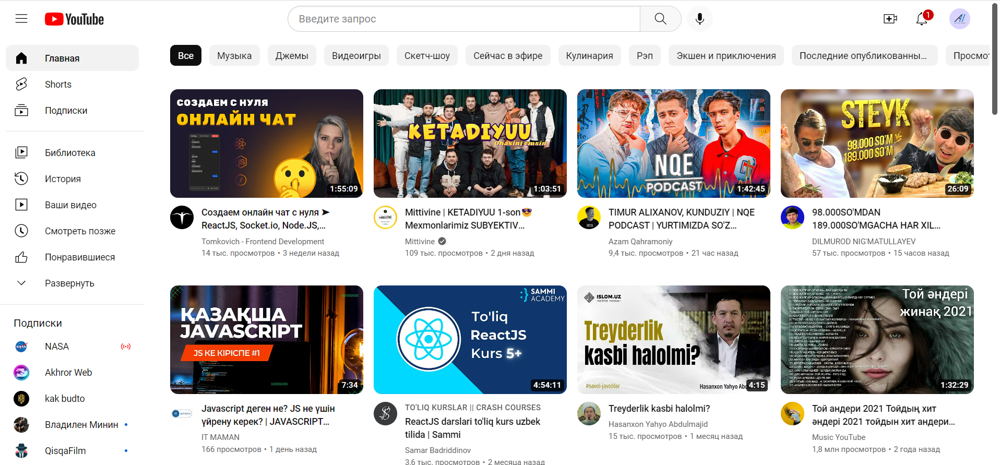 YouTube
Введите запрос
1
AI
Главная
Shorts
Подписки
Библиотека
История
Ваши видео
Смотреть позже
Понравившиеся
Развернуть
Подписки
NASA
Akhror Web
kak budto
Владилен Минин
QisqaFilm
Все
Музыка
Джемы
Видеоигры
Скетч-шоу
Сейчас в эфире
Кулинария
Рэп
Экшен и приключения
Последние опубликованны...
Просмот
СОЗДАЕМ С НУЛЯ
ОНЛАЙН ЧАТ
JS
1:55:09
Создаем онлайн чат с нуля ➤
ReactJS, Socket.io, Node.JS,...
Tomkovich - Frontend Development
14 тыс. просмотров • 3 недели назад
KETADIYUU
Onasini emsin
1:03:51
mittiVINE
Mittivine | KETADIYUU 1-son😎
Mexmonlarimiz SUBYEKTIV...
Mittivine
109 тыс. просмотров • 2 дня назад
NQE
PODCAST
1:42:45
TIMUR ALIXANOV, KUNDUZIY | NQE
PODCAST | YURTIMIZDA SO'Z...
Azam Qahramoniy
9,4 тыс. просмотров • 21 час назад
STEYK
98.000 SO'M VS
189.000 SO'M
26:09
98.000SO'MDAN
189.000SO'MGACHA HAR XIL...
DILMUROD NIG'MATULLAYEV
57 тыс. просмотров • 15 часов назад
ҚАЗАҚША
JAVASCRIPT
JS КЕ КІРІСПЕ #1
7:34
IT MAMAN
Javascript деген не? JS не үшін
үйрену керек? | JAVASCRIPT...
IT MAMAN
166 просмотров • 1 день назад
SAMMI
ACADEMY
To'liq
ReactJS
Kurs 5+
4:54:11
TO'LIQ KURSLAR || CRASH COURSES
ReactJS darslari to'liq kurs uzbek
tilida | Sammi
Samar Badriddinov
3,6 тыс. просмотров • 2 месяца назад
ISLOM.UZ
ma'rifat maskani
Treyderlik
kasbi halolmi?
#savol-javoblar
Hasanxon Yahyo
4:15
Treyderlik kasbi halolmi?
Hasanxon Yahyo Abdulmajid
15 тыс. просмотров • 1 месяц назад
Той әндері
жинақ 2021
1:32:29
Той андери 2021 Тойдың хит
әндері 2021 тойдын хит андери...
Music YouTube
1,8 млн просмотров • 2 года назад